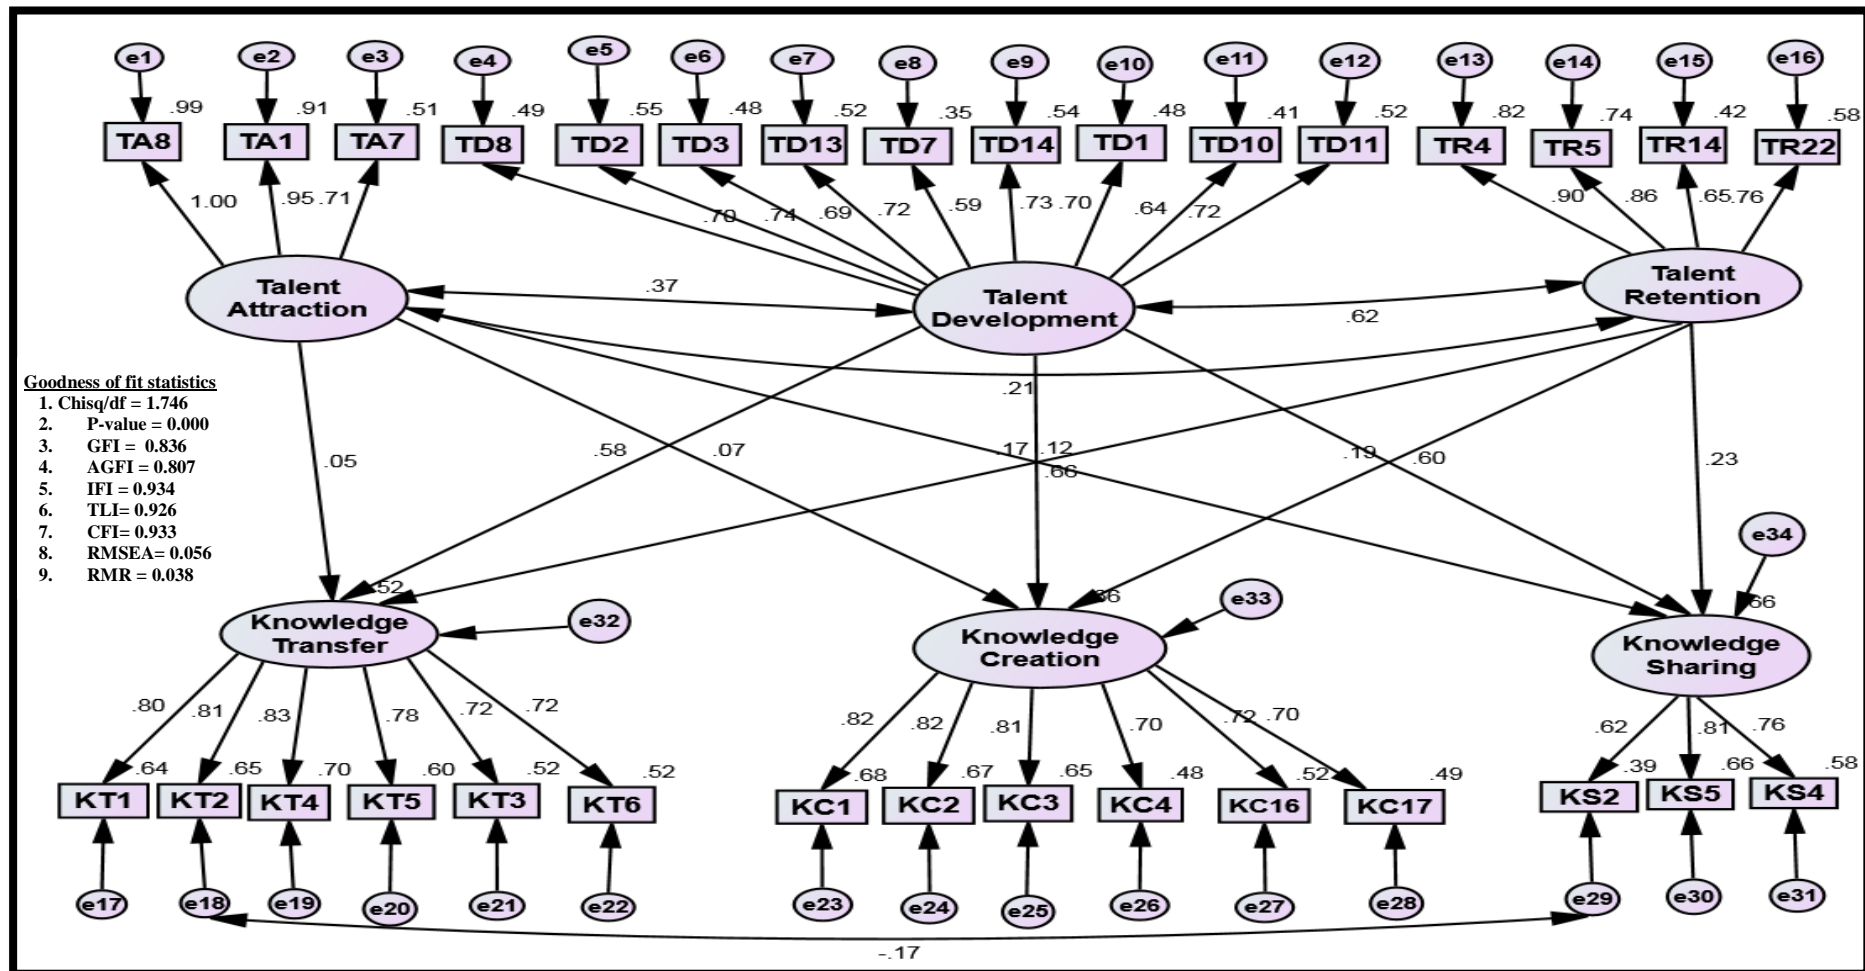 e1 e2 e3 e4 e5 e6 e7 e8 e9 e10 e11 e12 e13 e14 e15 e16
.99 .91 .51 .49 .55 .48 .52 .35 .54 .48 .41 .52 .82 .74 .42 .58
TA8 TA1 TA7 TD8 TD2 TD3 TD13 TD7 TD14 TD1 TD10 TD11 TR4 TR5 TR14 TR22
1.00 .95 .71 .70 .74 .69 .72 .59 .73 .70 .64 .72 .90 .86 .65 .76
Talent
Attraction
Talent
Development
Talent
Retention
.37
.62
.21
Goodness of fit statistics
1. Chisq/df = 1.746
2. P-value = 0.000
3. GFI = 0.836
4. AGFI = 0.807
5. IFI = 0.934
6. TLI= 0.926
7. CFI= 0.933
8. RMSEA= 0.056
9. RMR = 0.038
.05 .58 .07 .17 .12 .19 .60 .23
.66
e34
.52
.66
e32
e33
Knowledge
Transfer
Knowledge
Creation
Knowledge
Sharing
.80 .81 .83 .78 .72 .72 .82 .82 .81 .70 .72 .70 .62 .81 .76
.64 .65 .70 .60 .52 .52 .68 .67 .65 .48 .52 .49 .39 .66 .58
KT1 KT2 KT4 KT5 KT3 KT6 KC1 KC2 KC3 KC4 KC16 KC17 KS2 KS5 KS4
e17 e18 e19 e20 e21 e22 e23 e24 e25 e26 e27 e28 e29 e30 e31
-.17